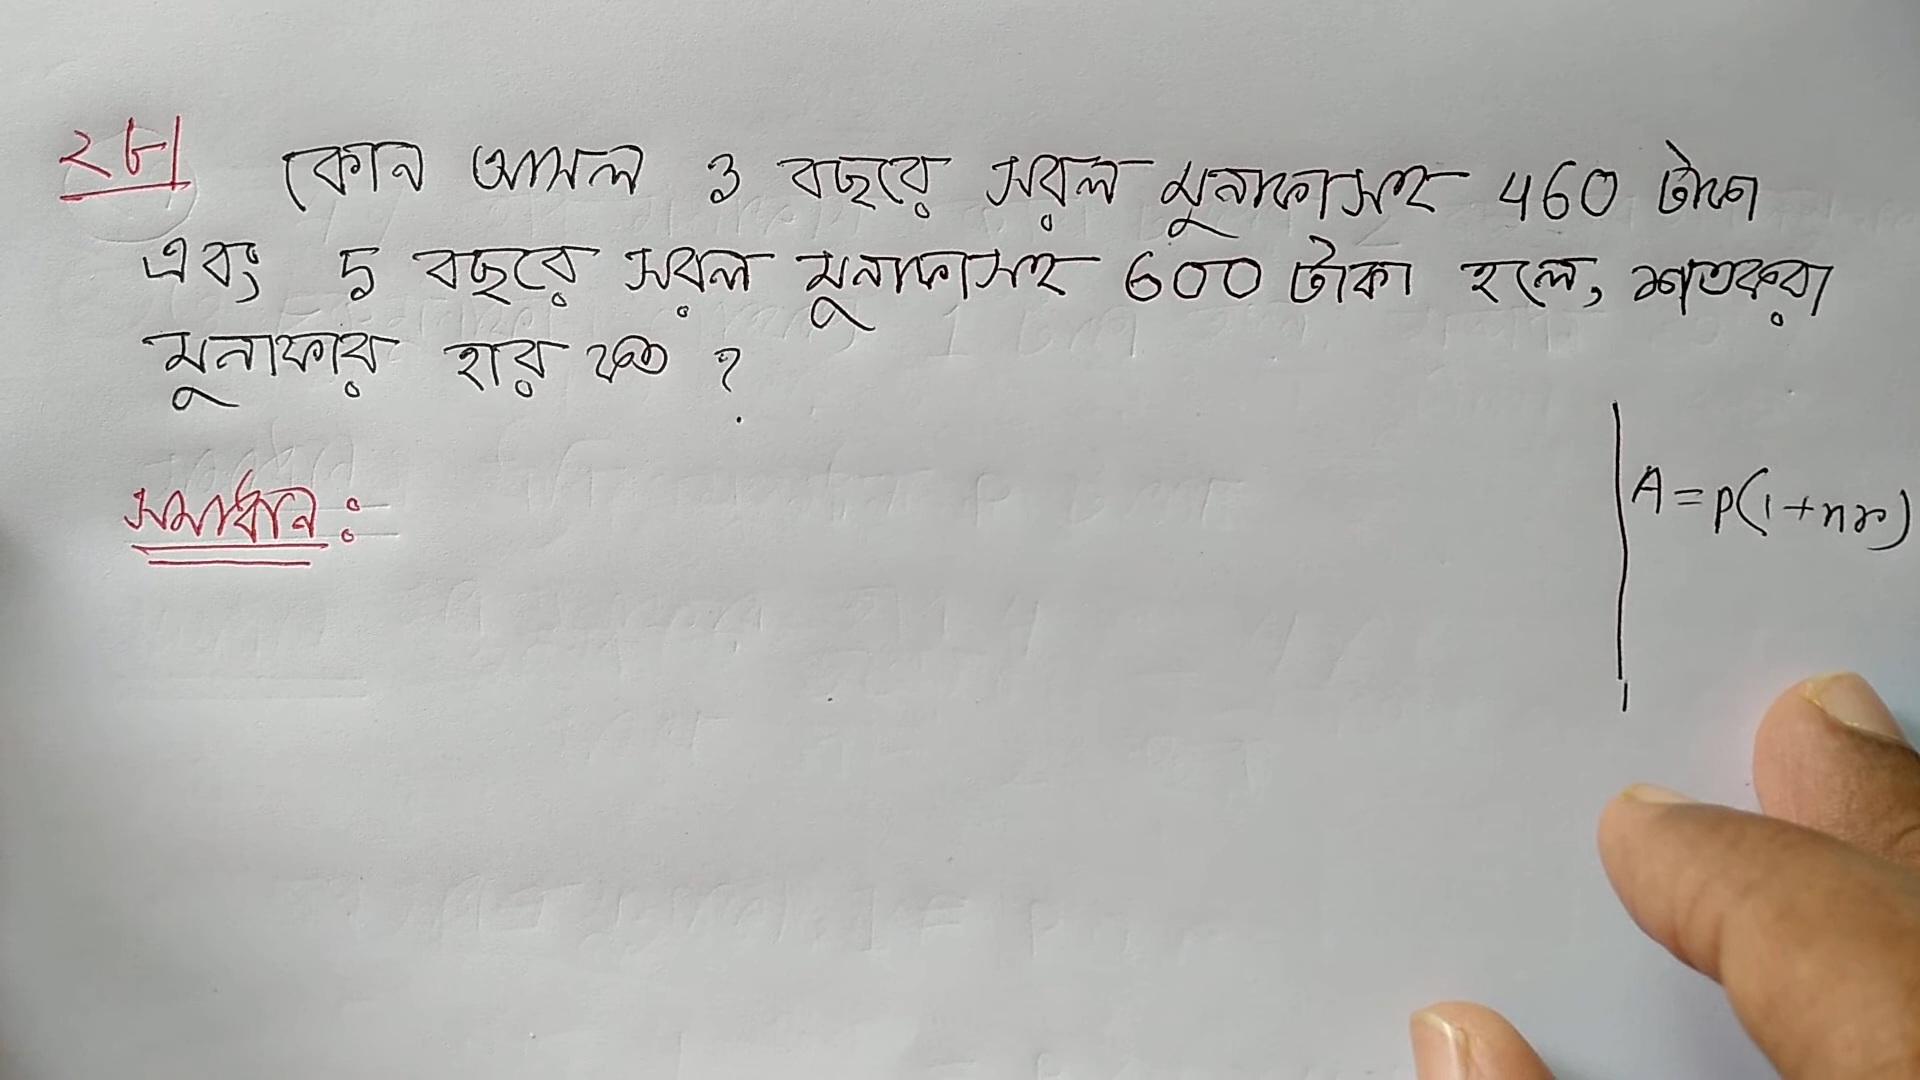 ২৮। কোন আসল 3 বছরে সরল মুনাফাসহ 460 টাকা
এবং 5 বছরে সরল মুনাফাসহ 600 টাকা হলে, শতকরা
মুনাফার হার কত ?
সমাধান :
A = P(1+nr)